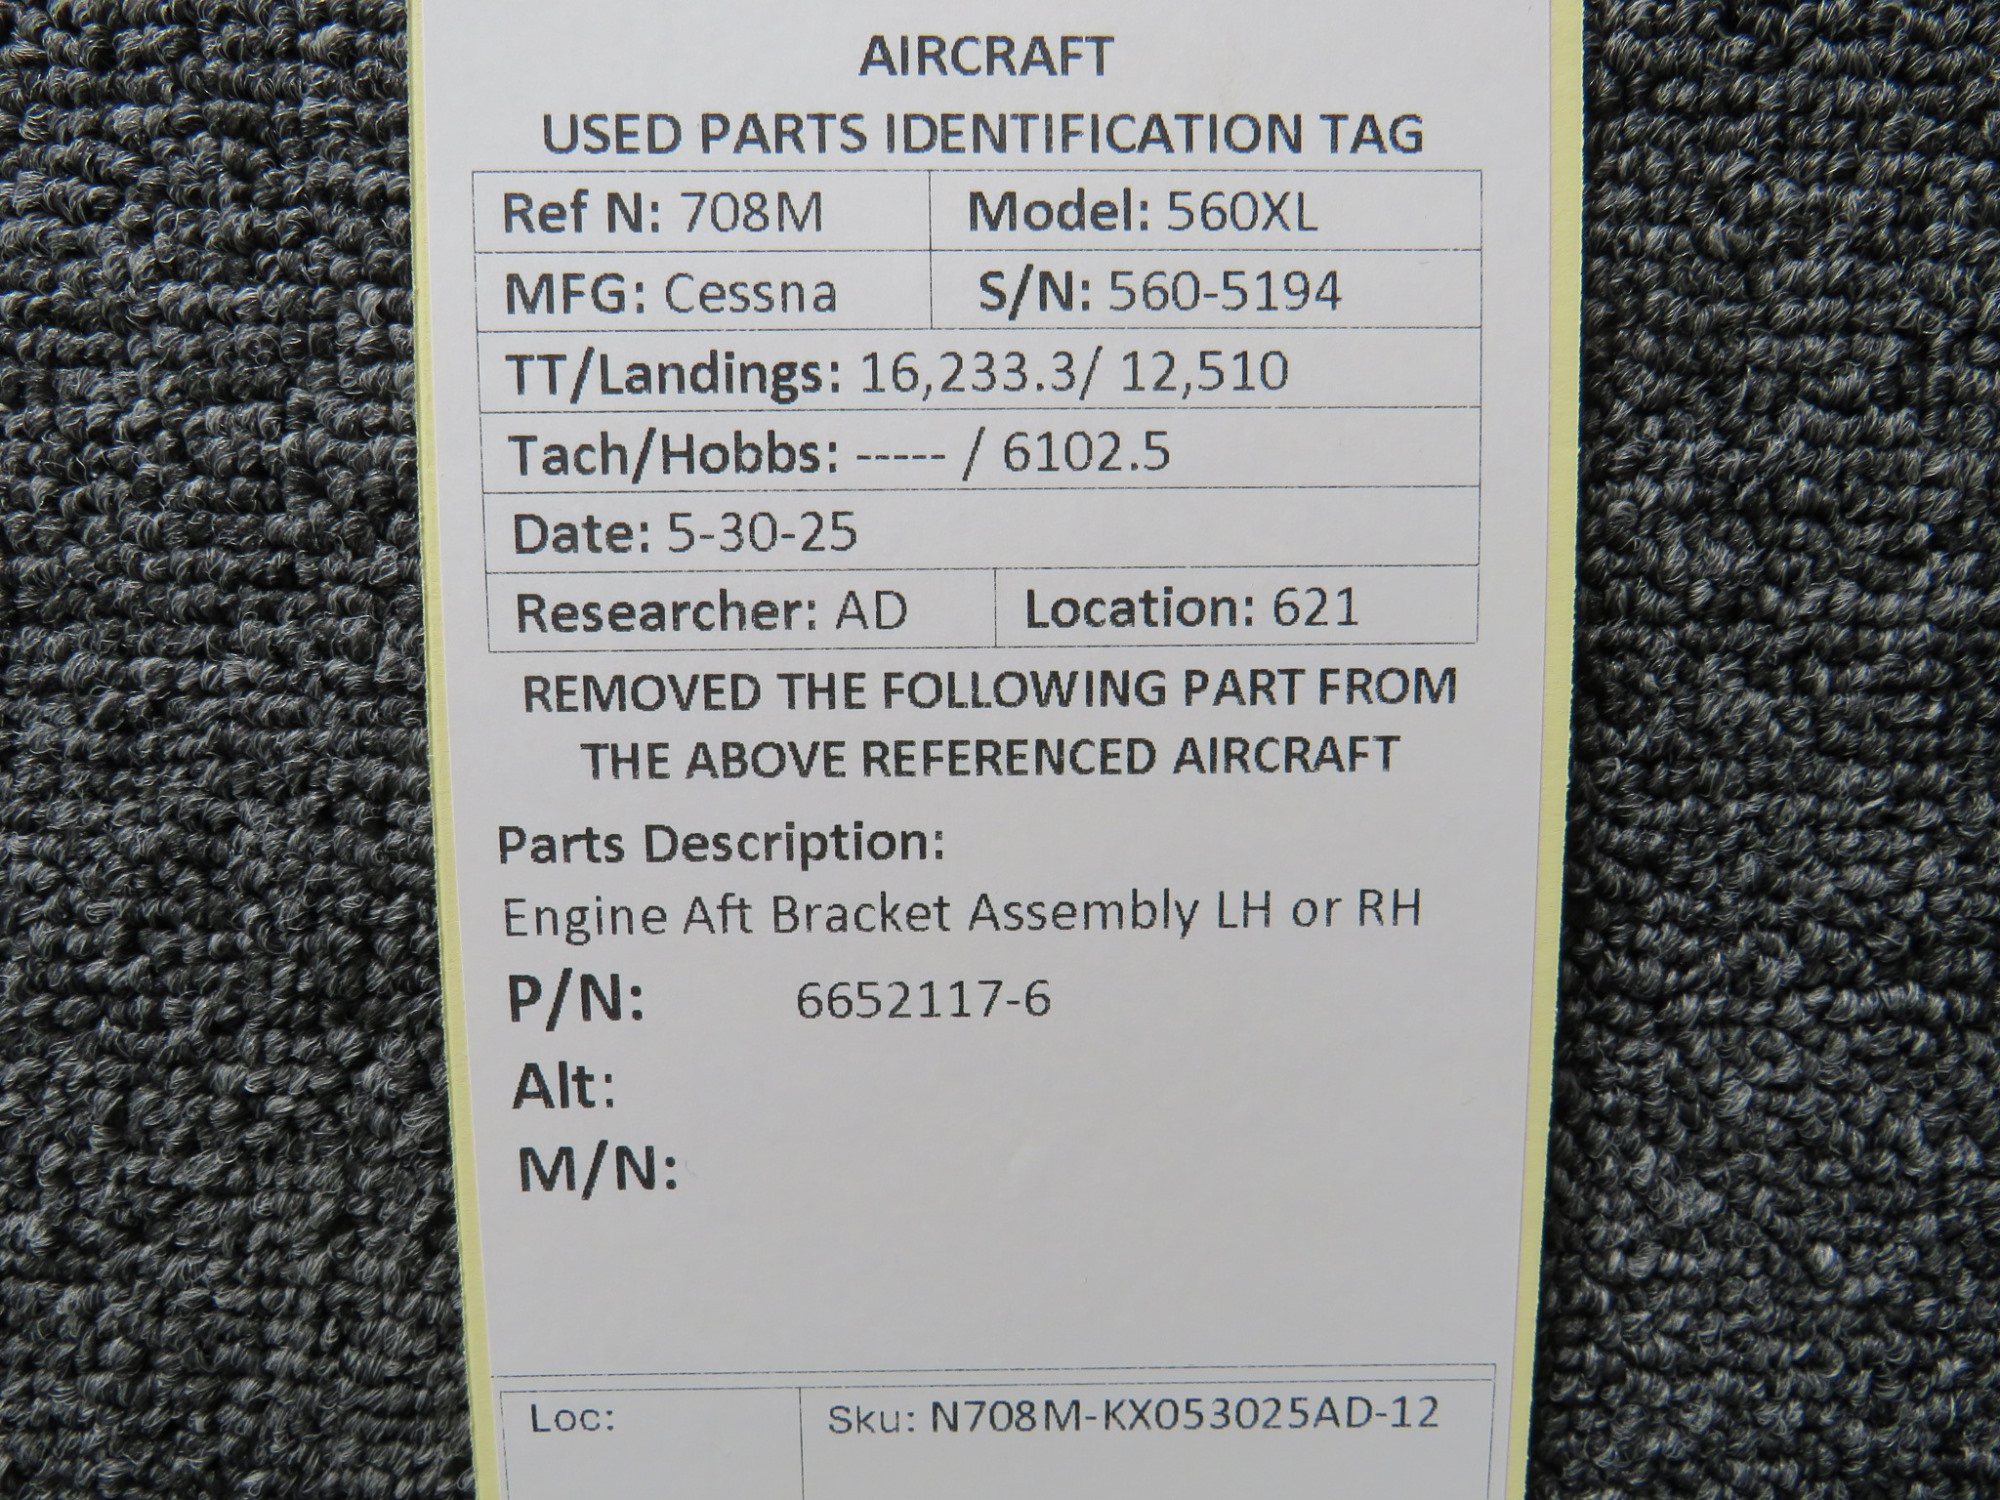 AIRCRAFT
USED PARTS IDENTIFICATION TAG
Ref N: 708M Model: 560XL
MFG: Cessna S/N: 560-5194
TT/Landings: 16,233.3/ 12,510
Tach/Hobbs: ----- / 6102.5
Date: 5-30-25
Researcher: AD Location: 621
REMOVED THE FOLLOWING PART FROM
THE ABOVE REFERENCED AIRCRAFT
Parts Description:
Engine Aft Bracket Assembly LH or RH
P/N: 6652117-6
Alt:
M/N:
Loc: Sku: N708M-KX053025AD-12